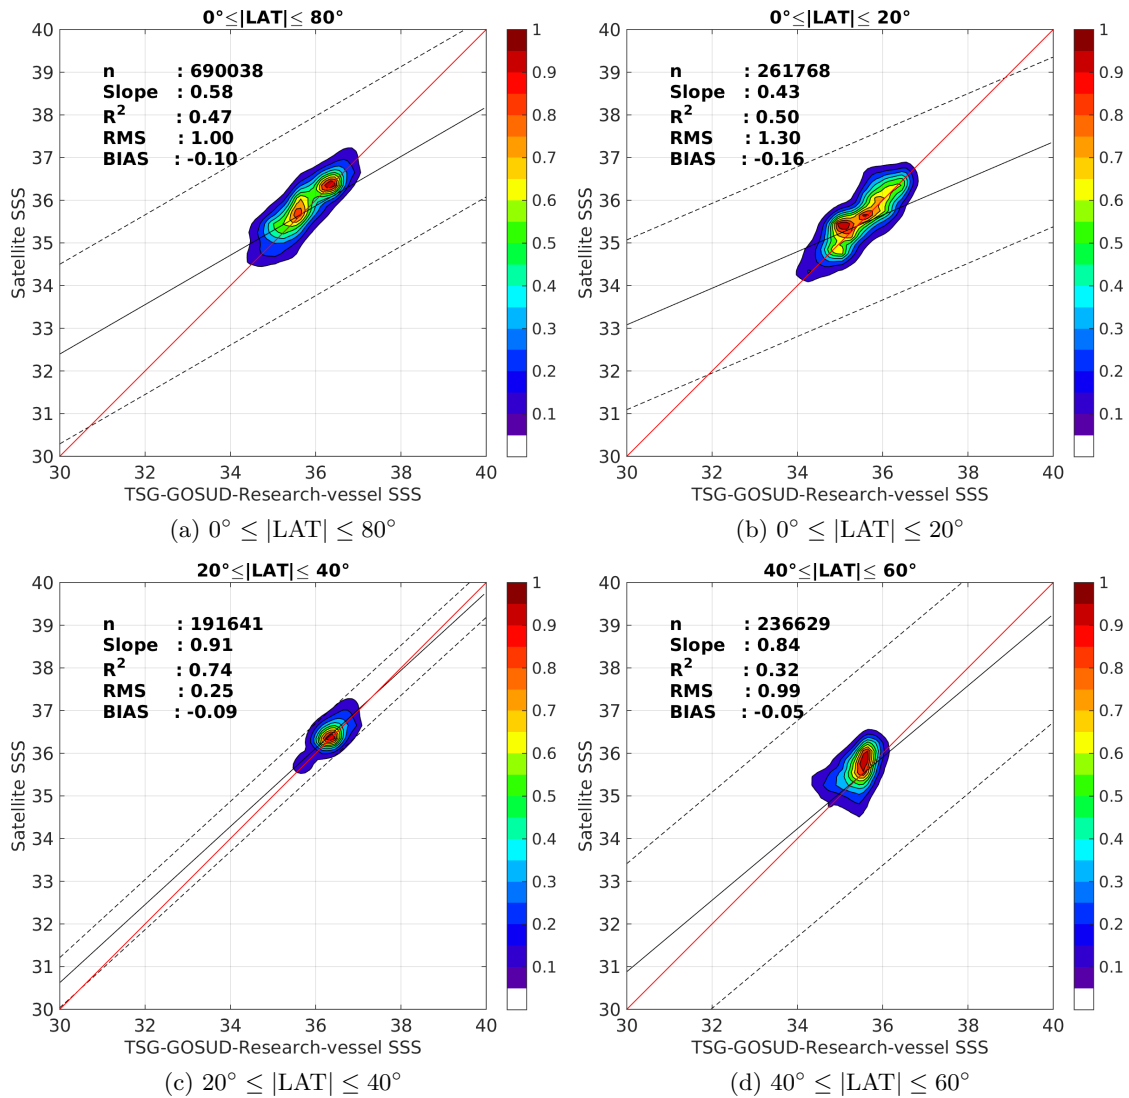 0°≤|LAT|≤ 80°
n : 690038
Slope : 0.58
R² : 0.47
RMS : 1.00
BIAS : -0.10
Satellite SSS
40
39
38
37
36
35
34
33
32
31
30
30 32 34 36 38 40
TSG-GOSUD-Research-vessel SSS
1
0.9
0.8
0.7
0.6
0.5
0.4
0.3
0.2
0.1
(a) 0° ≤ |LAT| ≤ 80°
0°≤|LAT|≤ 20°
n : 261768
Slope : 0.43
R² : 0.50
RMS : 1.30
BIAS : -0.16
Satellite SSS
40
39
38
37
36
35
34
33
32
31
30
30 32 34 36 38 40
TSG-GOSUD-Research-vessel SSS
1
0.9
0.8
0.7
0.6
0.5
0.4
0.3
0.2
0.1
(b) 0° ≤ |LAT| ≤ 20°
20°≤|LAT|≤ 40°
n : 191641
Slope : 0.91
R² : 0.74
RMS : 0.25
BIAS : -0.09
Satellite SSS
40
39
38
37
36
35
34
33
32
31
30
30 32 34 36 38 40
TSG-GOSUD-Research-vessel SSS
1
0.9
0.8
0.7
0.6
0.5
0.4
0.3
0.2
0.1
(c) 20° ≤ |LAT| ≤ 40°
40°≤|LAT|≤ 60°
n : 236629
Slope : 0.84
R² : 0.32
RMS : 0.99
BIAS : -0.05
Satellite SSS
40
39
38
37
36
35
34
33
32
31
30
30 32 34 36 38 40
TSG-GOSUD-Research-vessel SSS
1
0.9
0.8
0.7
0.6
0.5
0.4
0.3
0.2
0.1
(d) 40° ≤ |LAT| ≤ 60°